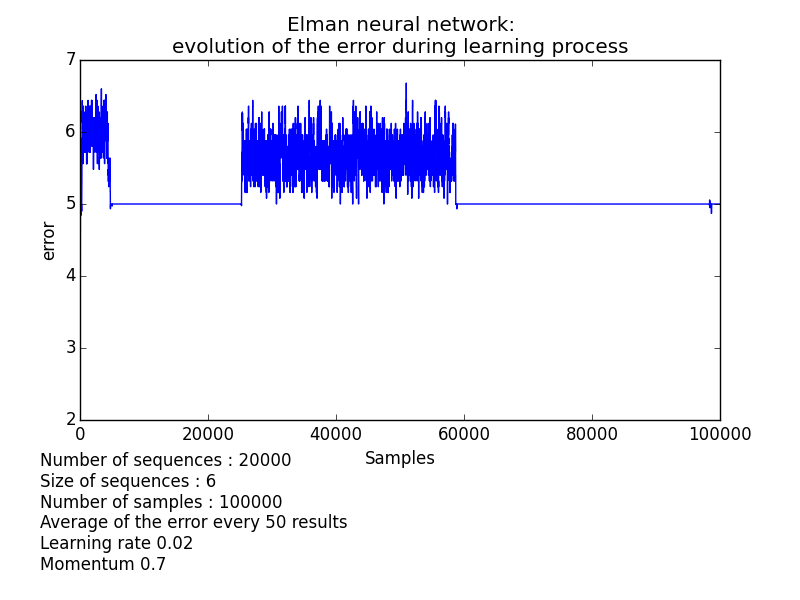 Elman neural network:
evolution of the error during learning process
7
6
5
4
3
2
error
0 20000 40000 60000 80000 100000
Samples
Number of sequences : 20000
Size of sequences : 6
Number of samples : 100000
Average of the error every 50 results
Learning rate 0.02
Momentum 0.7